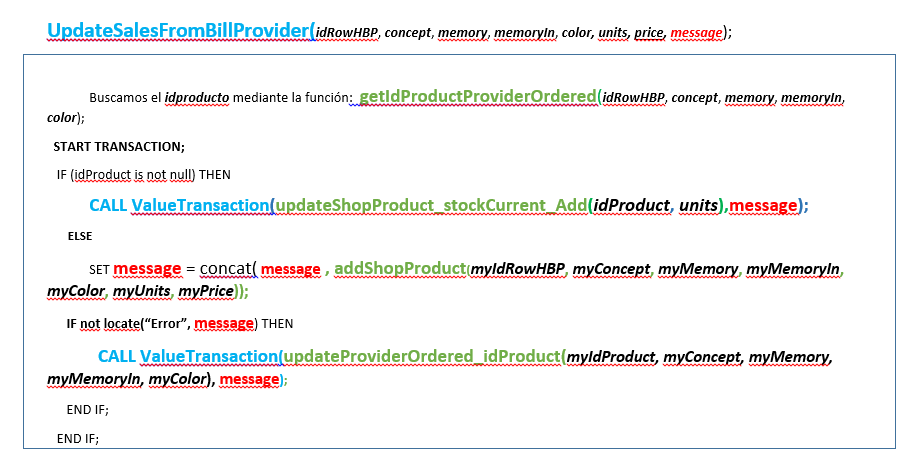 UpdateSalesFromBillProvider(idRowHBP, concept, memory, memoryIn, color, units, price, message);
Buscamos el idproducto mediante la función: getIdProductProviderOrdered(idRowHBP, concept, memory, memoryIn,
color);
START TRANSACTION;
IF (idProduct is not null) THEN
CALL ValueTransaction(updateShopProduct_stockCurrent_Add(idProduct, units),message);
ELSE
SET message = concat( message , addShopProduct(myIdRowHBP, myConcept, myMemory, myMemoryIn,
myColor, myUnits, myPrice));
IF not locate(“Error”, message) THEN
CALL ValueTransaction(updateProviderOrdered_idProduct(myIdProduct, myConcept, myMemory,
myMemoryIn, myColor), message);
END IF;
END IF;